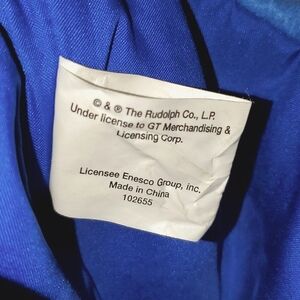 © & ® The Rudolph Co., L.P.
Under license to GT Merchandising &
Licensing Corp.
Licensee Enesco Group, inc.
Made in China
102655